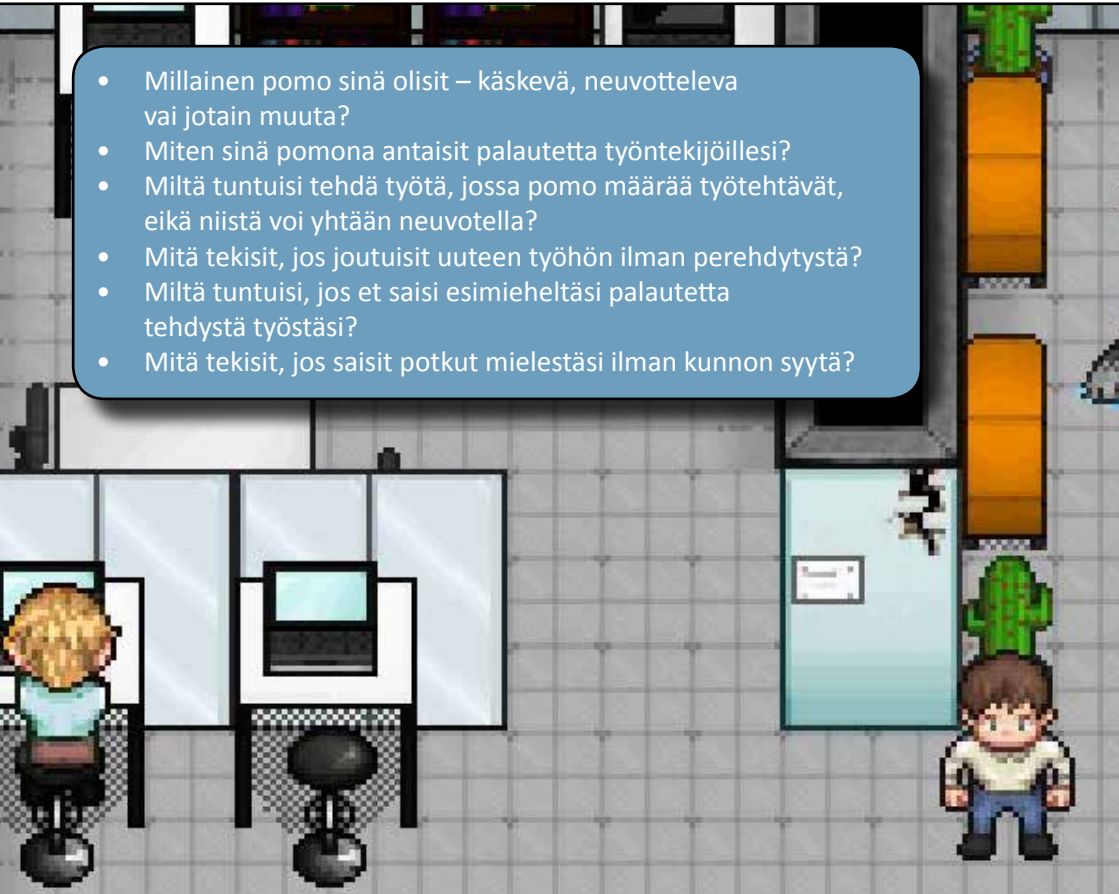 • Millainen pomo sinä olisit – käskevä, neuvotteleva
vai jotain muuta?
• Miten sinä pomona antaisit palautetta työntekijöillesi?
• Miltä tuntuisi tehdä työtä, jossa pomo määrää työtehtävät,
eikä niistä voi yhtään neuvotella?
• Mitä tekisit, jos joutuisit uuteen työhön ilman perehdytystä?
• Miltä tuntuisi, jos et saisi esimieheltäsi palautetta
tehdystä työstäsi?
• Mitä tekisit, jos saisit potkut mielestäsi ilman kunnon syytä?